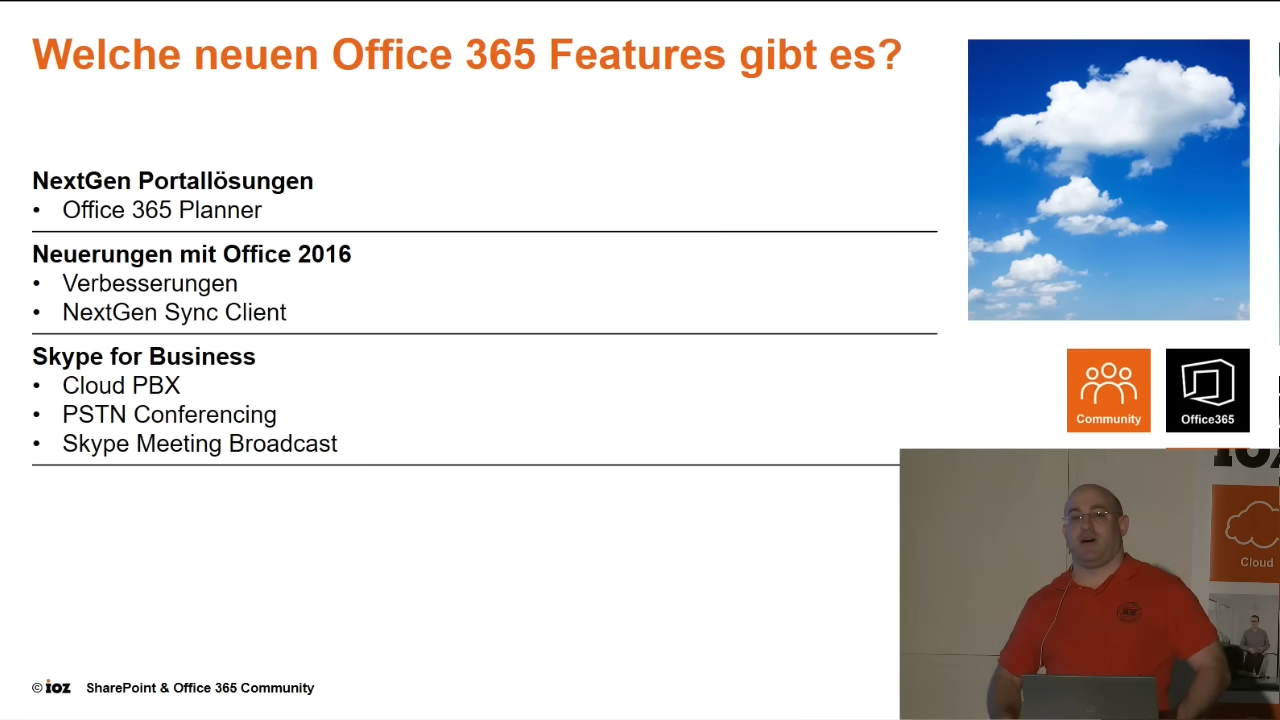 Welche neuen Office 365 Features gibt es?
NextGen Portallösungen
• Office 365 Planner
Neuerungen mit Office 2016
• Verbesserungen
• NextGen Sync Client
Skype for Business
• Cloud PBX
• PSTN Conferencing
• Skype Meeting Broadcast
Community
Office365
ioz
Cloud
MW
© ioz SharePoint & Office 365 Community